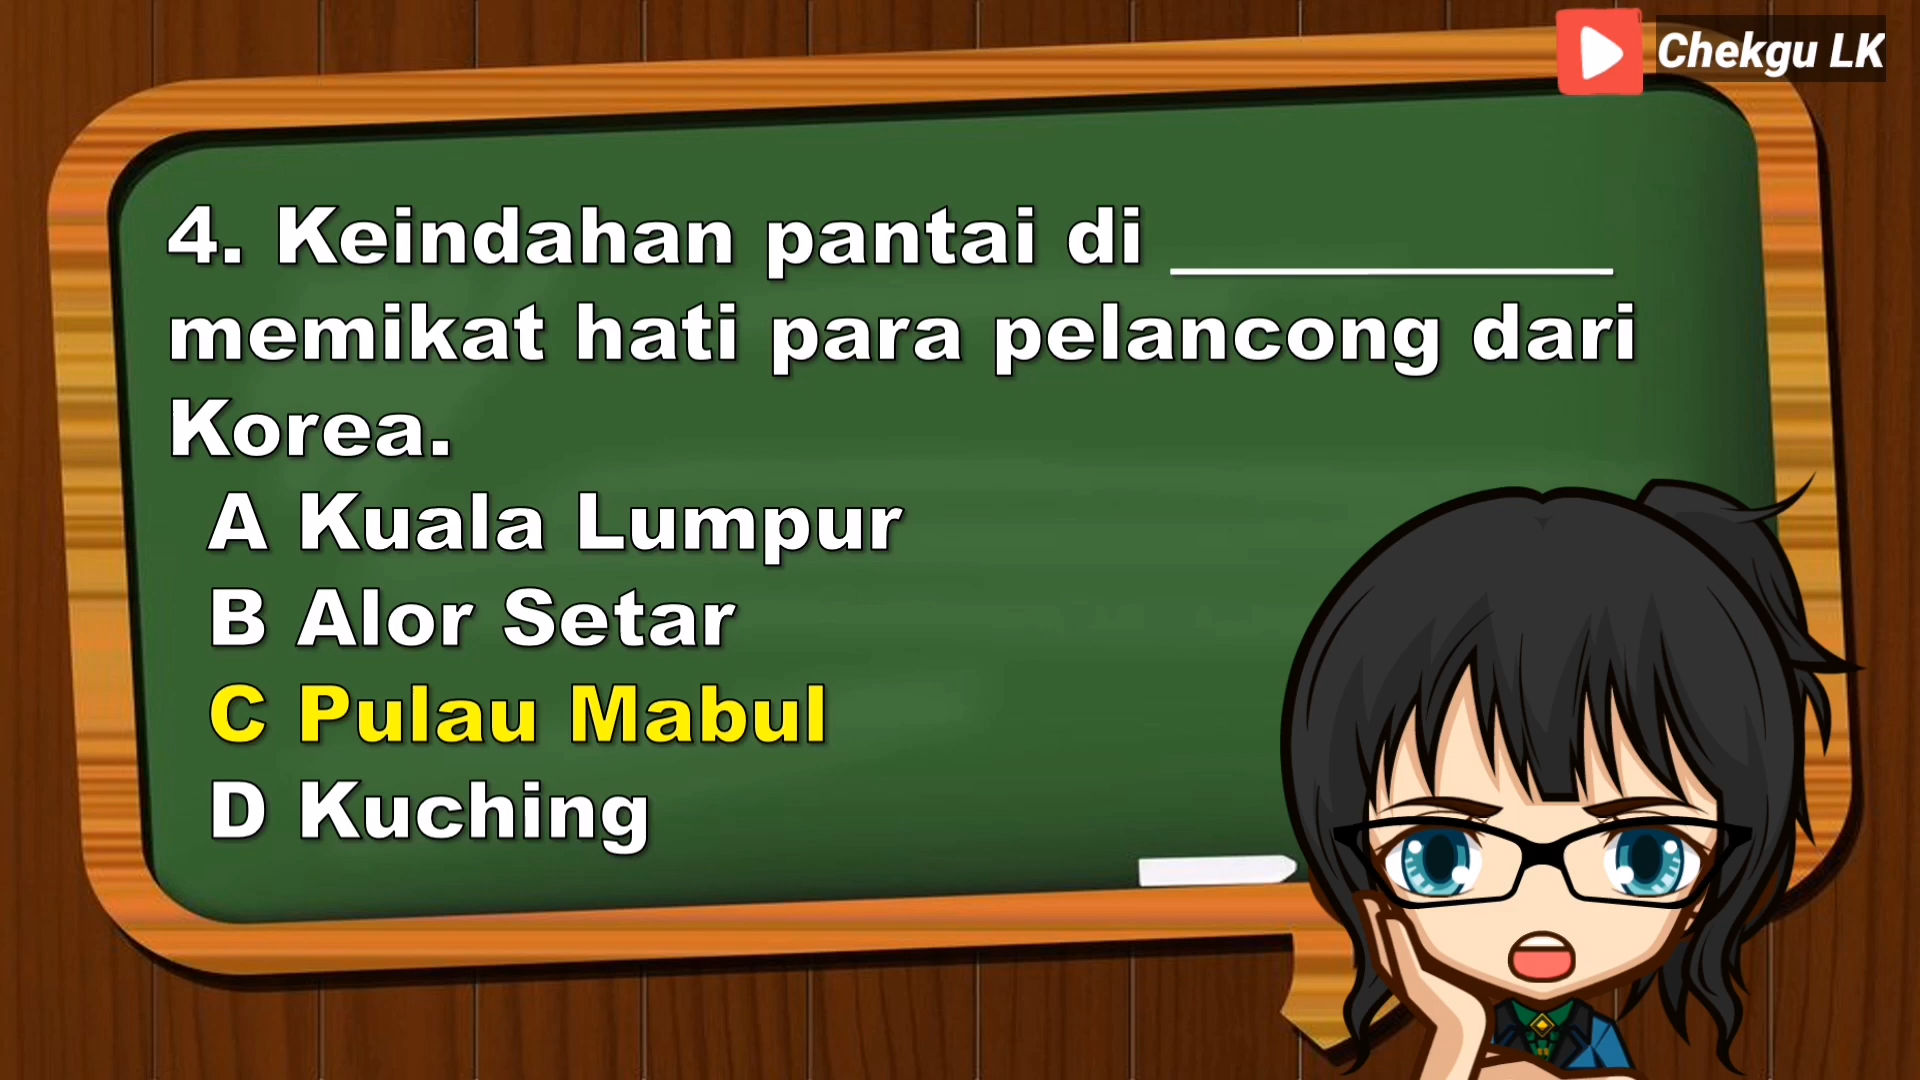 Chekgu LK
4. Keindahan pantai di ____________
memikat hati para pelancong dari
Korea.
A Kuala Lumpur
B Alor Setar
C Pulau Mabul
D Kuching